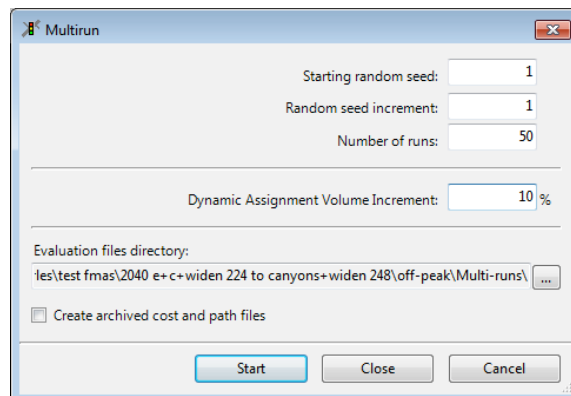 Multirun
Starting random seed: 1
Random seed increment: 1
Number of runs: 50
Dynamic Assignment Volume Increment: 10 %
Evaluation files directory:
les\test fmas\2040 e+c+widen 224 to canyons+widen 248\off-peak\Multi-runs\ ...
Create archived cost and path files
Start Close Cancel